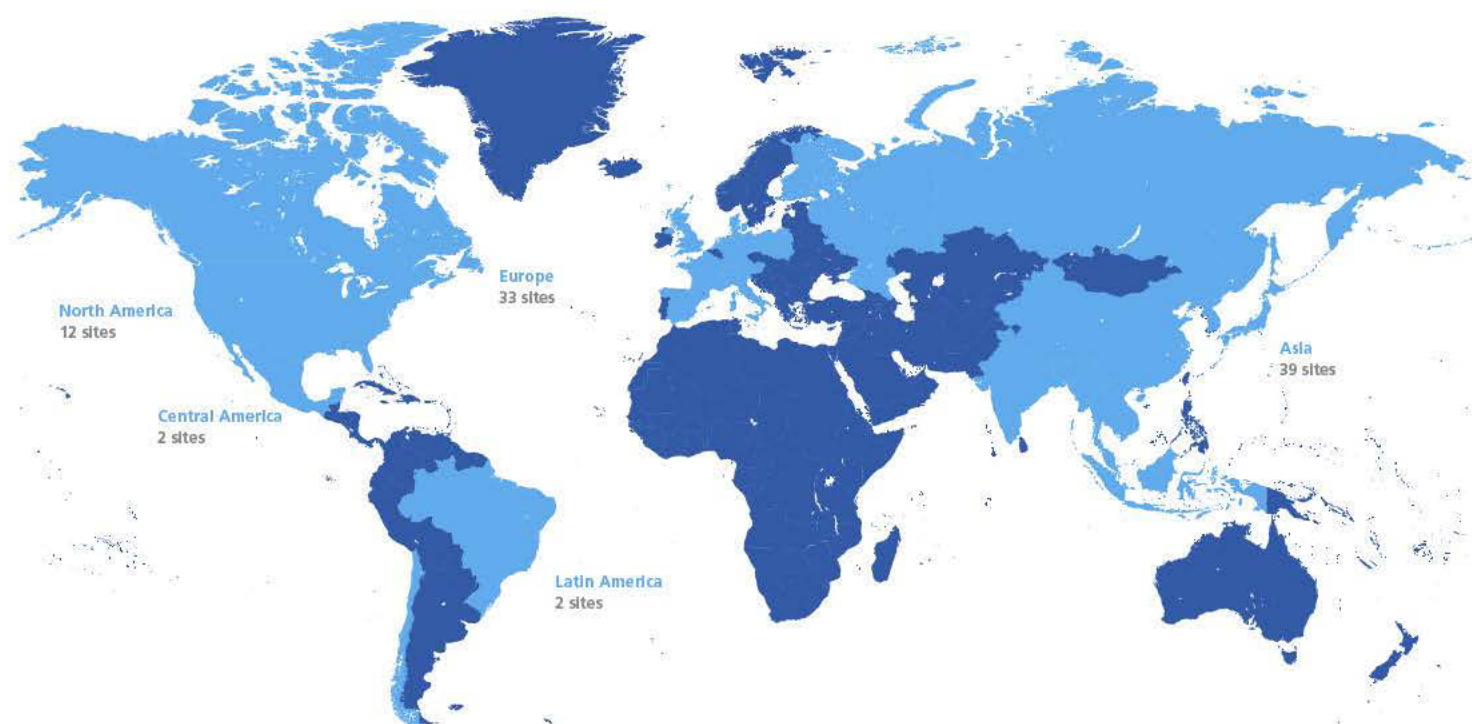 Europe
33 sites
North America
12 sites
Asia
39 sites
Central America
2 sites
Latin America
2 sites